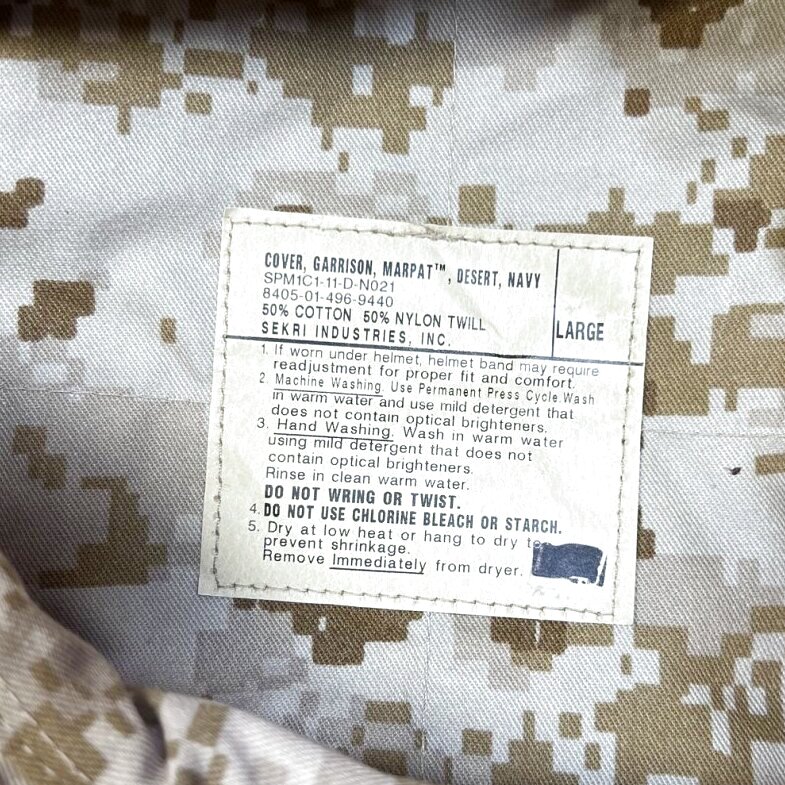 COVER, GARRISON, MARPAT™, DESERT, NAVY
SPM1C1-11-D-N021
8405-01-496-9440
50% COTTON 50% NYLON TWILL
SEKRI INDUSTRIES, INC.
LARGE
1. If worn under helmet, helmet band may require
readjustment for proper fit and comfort.
2. Machine Washing. Use Permanent Press Cycle. Wash
in warm water and use mild detergent that
does not contain optical brighteners.
3. Hand Washing. Wash in warm water
using mild detergent that does not
contain optical brighteners.
Rinse in clean warm water.
DO NOT WRING OR TWIST.
4. DO NOT USE CHLORINE BLEACH OR STARCH.
5. Dry at low heat or hang to dry to
prevent shrinkage.
Remove Immediately from dryer.